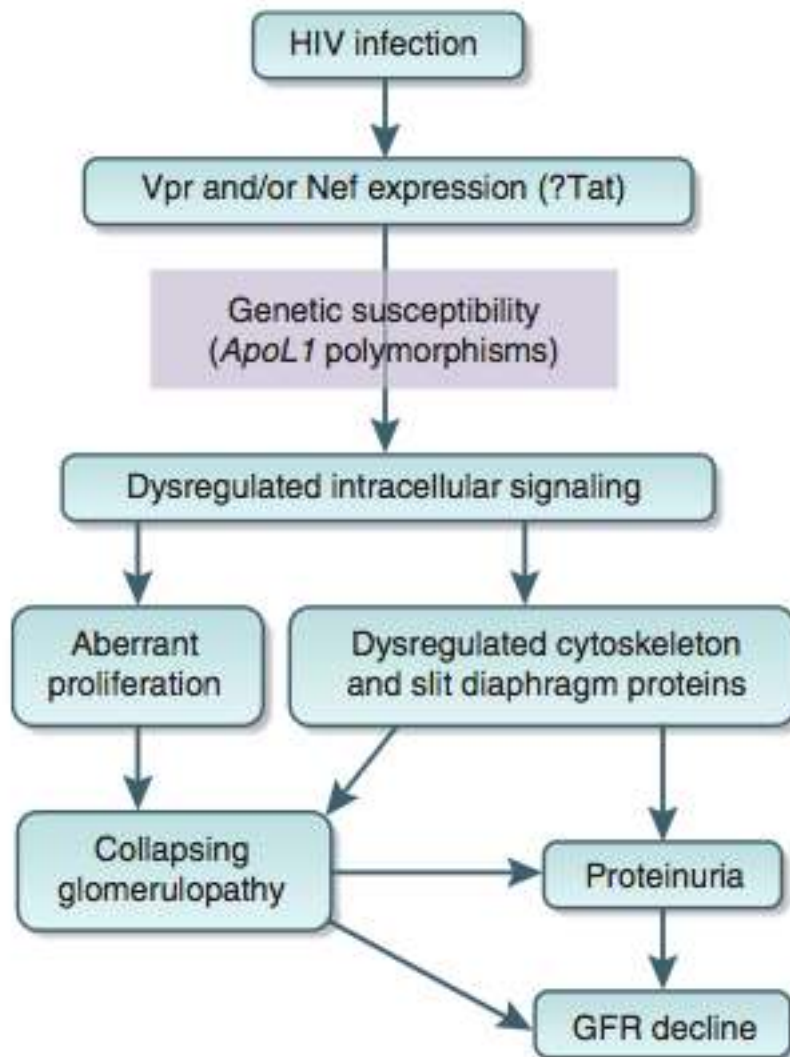 HIV infection
Vpr and/or Nef expression (?Tat)
Genetic susceptibility
(ApoL1 polymorphisms)
Dysregulated intracellular signaling
Aberrant
proliferation
Dysregulated cytoskeleton
and slit diaphragm proteins
Collapsing
glomerulopathy
Proteinuria
GFR decline